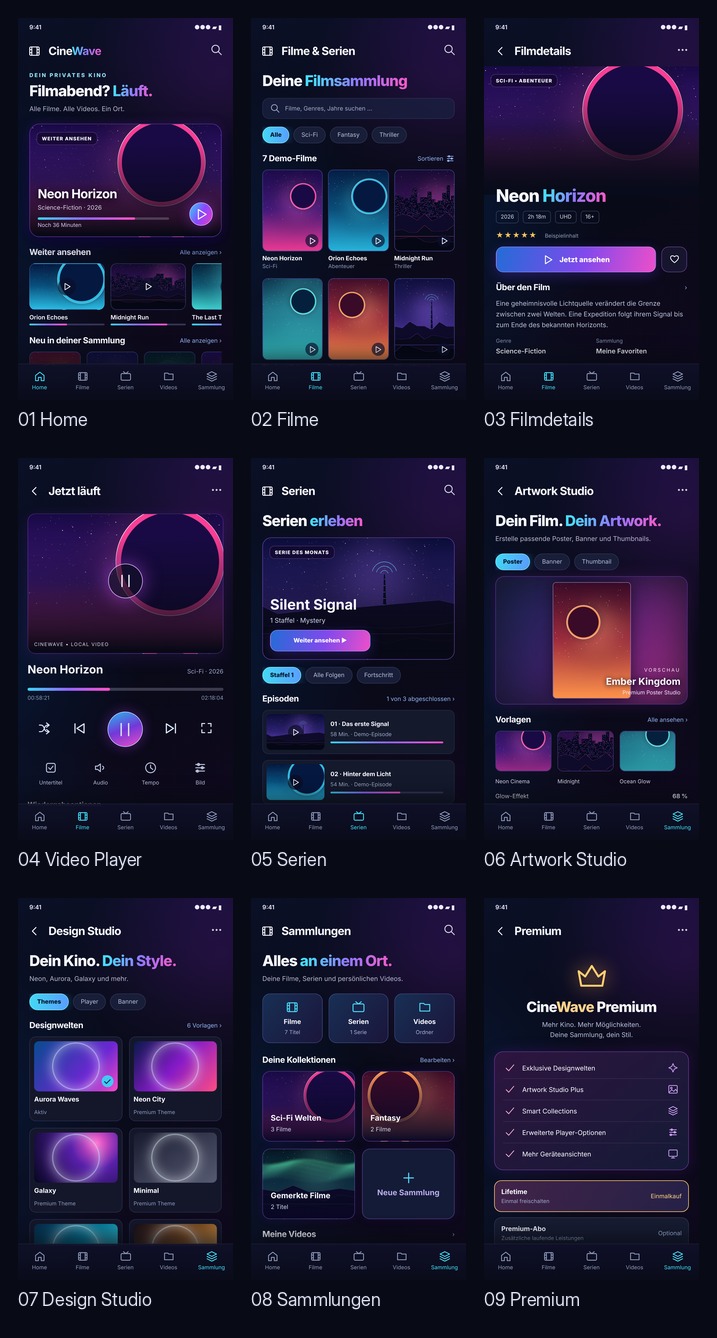 9:41
CineWave
DEIN PRIVATES KINO
Filmabend? Läuft.
Alle Filme. Alle Videos. Ein Ort.
WEITER ANSEHEN
Neon Horizon
Science-Fiction · 2026
Noch 36 Minuten
Weiter ansehen
Alle anzeigen ›
Orion Echoes
Midnight Run
The Last T
Neu in deiner Sammlung
Alle anzeigen ›
Home
Filme
Serien
Videos
Sammlung
01 Home
9:41
Filme & Serien
Deine Filmsammlung
Filme, Genres, Jahre suchen ...
Alle
Sci-Fi
Fantasy
Thriller
7 Demo-Filme
Sortieren
Neon Horizon
Sci-Fi
Orion Echoes
Abenteuer
Midnight Run
Thriller
Home
Filme
Serien
Videos
Sammlung
02 Filme
9:41
Filmdetails
SCI-FI • ABENTEUER
Neon Horizon
2026
2h 18m
UHD
16+
★★★★★
Beispielinhalt
Jetzt ansehen
Über den Film
›
Eine geheimnisvolle Lichtquelle verändert die Grenze
zwischen zwei Welten. Eine Expedition folgt ihrem Signal bis
zum Ende des bekannten Horizonts.
Genre
Sammlung
Science-Fiction
Meine Favoriten
Home
Filme
Serien
Videos
Sammlung
03 Filmdetails
9:41
Jetzt läuft
CINEWAVE • LOCAL VIDEO
Neon Horizon
Sci-Fi · 2026
00:58:21
02:18:04
Untertitel
Audio
Tempo
Bild
Home
Filme
Serien
Videos
Sammlung
04 Video Player
9:41
Serien
Serien erleben
SERIE DES MONATS
Silent Signal
1 Staffel · Mystery
Weiter ansehen ▶
Staffel 1
Alle Folgen
Fortschritt
Episoden
1 von 3 abgeschlossen ›
01 · Das erste Signal
58 Min. · Demo-Episode
02 · Hinter dem Licht
54 Min. · Demo-Episode
Home
Filme
Serien
Videos
Sammlung
05 Serien
9:41
Artwork Studio
Dein Film. Dein Artwork.
Erstelle passende Poster, Banner und Thumbnails.
Poster
Banner
Thumbnail
VORSCHAU
Ember Kingdom
Premium Poster Studio
Vorlagen
Alle ansehen ›
Neon Cinema
Midnight
Ocean Glow
Glow-Effekt
68 %
Home
Filme
Serien
Videos
Sammlung
06 Artwork Studio
9:41
Design Studio
Dein Kino. Dein Style.
Neon, Aurora, Galaxy und mehr.
Themes
Player
Banner
Designwelten
6 Vorlagen ›
Aurora Waves
Aktiv
Neon City
Premium Theme
Galaxy
Premium Theme
Minimal
Premium Theme
Home
Filme
Serien
Videos
Sammlung
07 Design Studio
9:41
Sammlungen
Alles an einem Ort.
Deine Filme, Serien und persönlichen Videos.
Filme
7 Titel
Serien
1 Serie
Videos
Ordner
Deine Kollektionen
Bearbeiten ›
Sci-Fi Welten
3 Filme
Fantasy
2 Filme
Gemerkte Filme
2 Titel
Neue Sammlung
Meine Videos
›
Home
Filme
Serien
Videos
Sammlung
08 Sammlungen
9:41
Premium
CineWave Premium
Mehr Kino. Mehr Möglichkeiten.
Deine Sammlung, dein Stil.
Exklusive Designwelten
Artwork Studio Plus
Smart Collections
Erweiterte Player-Optionen
Mehr Geräteansichten
Lifetime
Einmal freischalten
Einmalkauf
Premium-Abo
Zusätzliche laufende Leistungen
Optional
Home
Filme
Serien
Videos
Sammlung
09 Premium